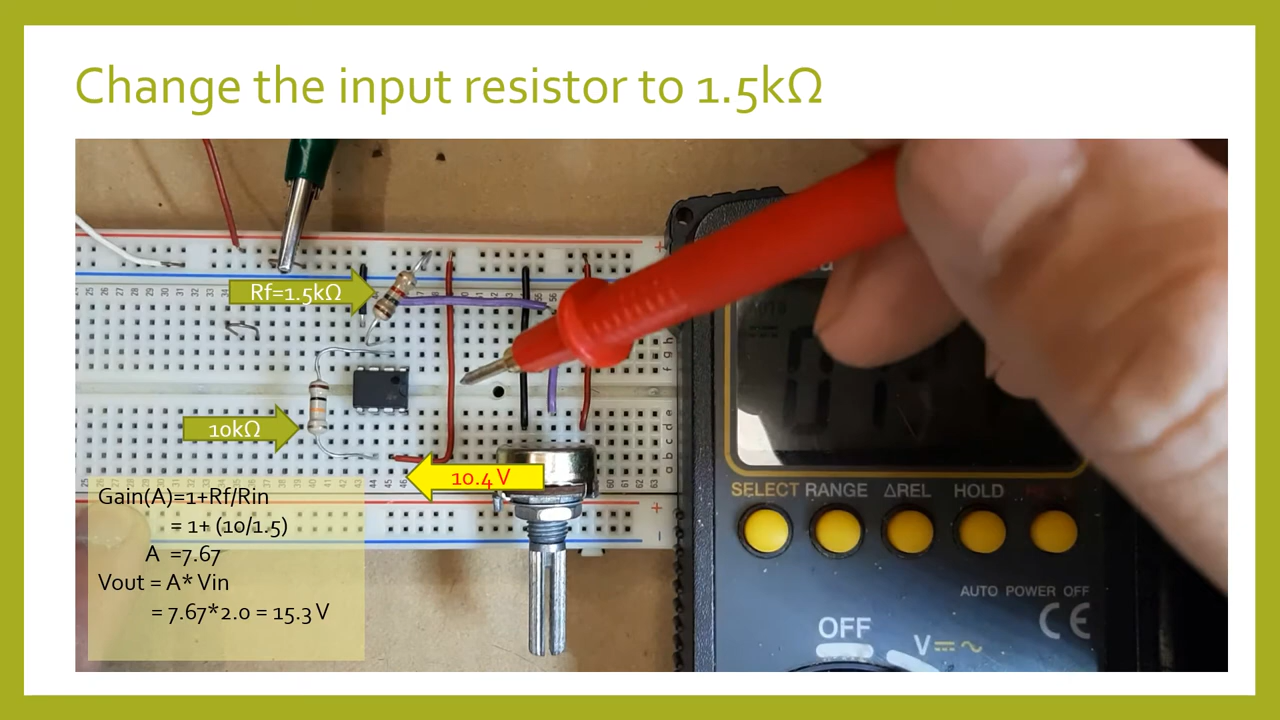 Change the input resistor to 1.5kΩ
Rf=1.5kΩ
10kΩ
10.4 V
Gain(A)=1+Rf/Rin
= 1+ (10/1.5)
A =7.67
Vout = A* Vin
= 7.67*2.0 = 15.3 V
SELECT RANGE ΔREL HOLD
AUTO POWER OFF
CE
OFF
V